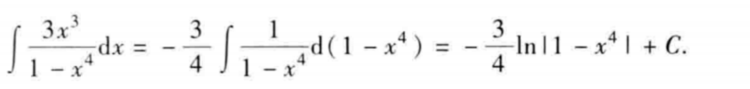 ∫ 3x³/(1 - x⁴) dx = - 3/4 ∫ 1/(1 - x⁴) d(1 - x⁴) = - 3/4 ln|1 - x⁴| + C.